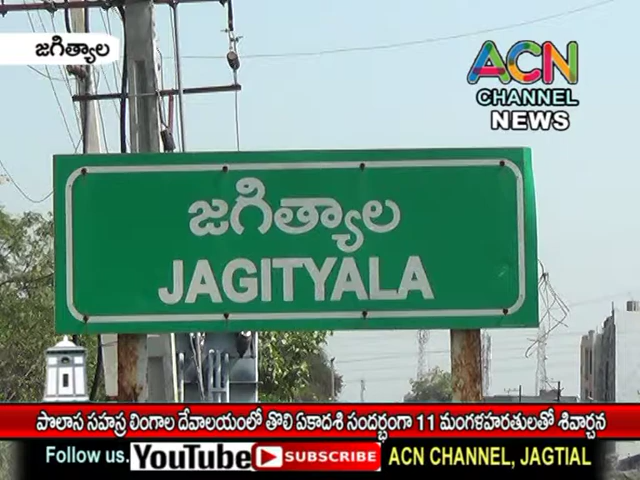 జగిత్యాల
ACN
CHANNEL
NEWS
జగిత్యాల
JAGITYALA
పొలాస సహస్ర లింగాల దేవాలయంలో తొలి ఏకాదశి సందర్భంగా 11 మంగళహరతులతో శివార్చన
Follow us. YouTube SUBSCRIBE ACN CHANNEL, JAGTIAL